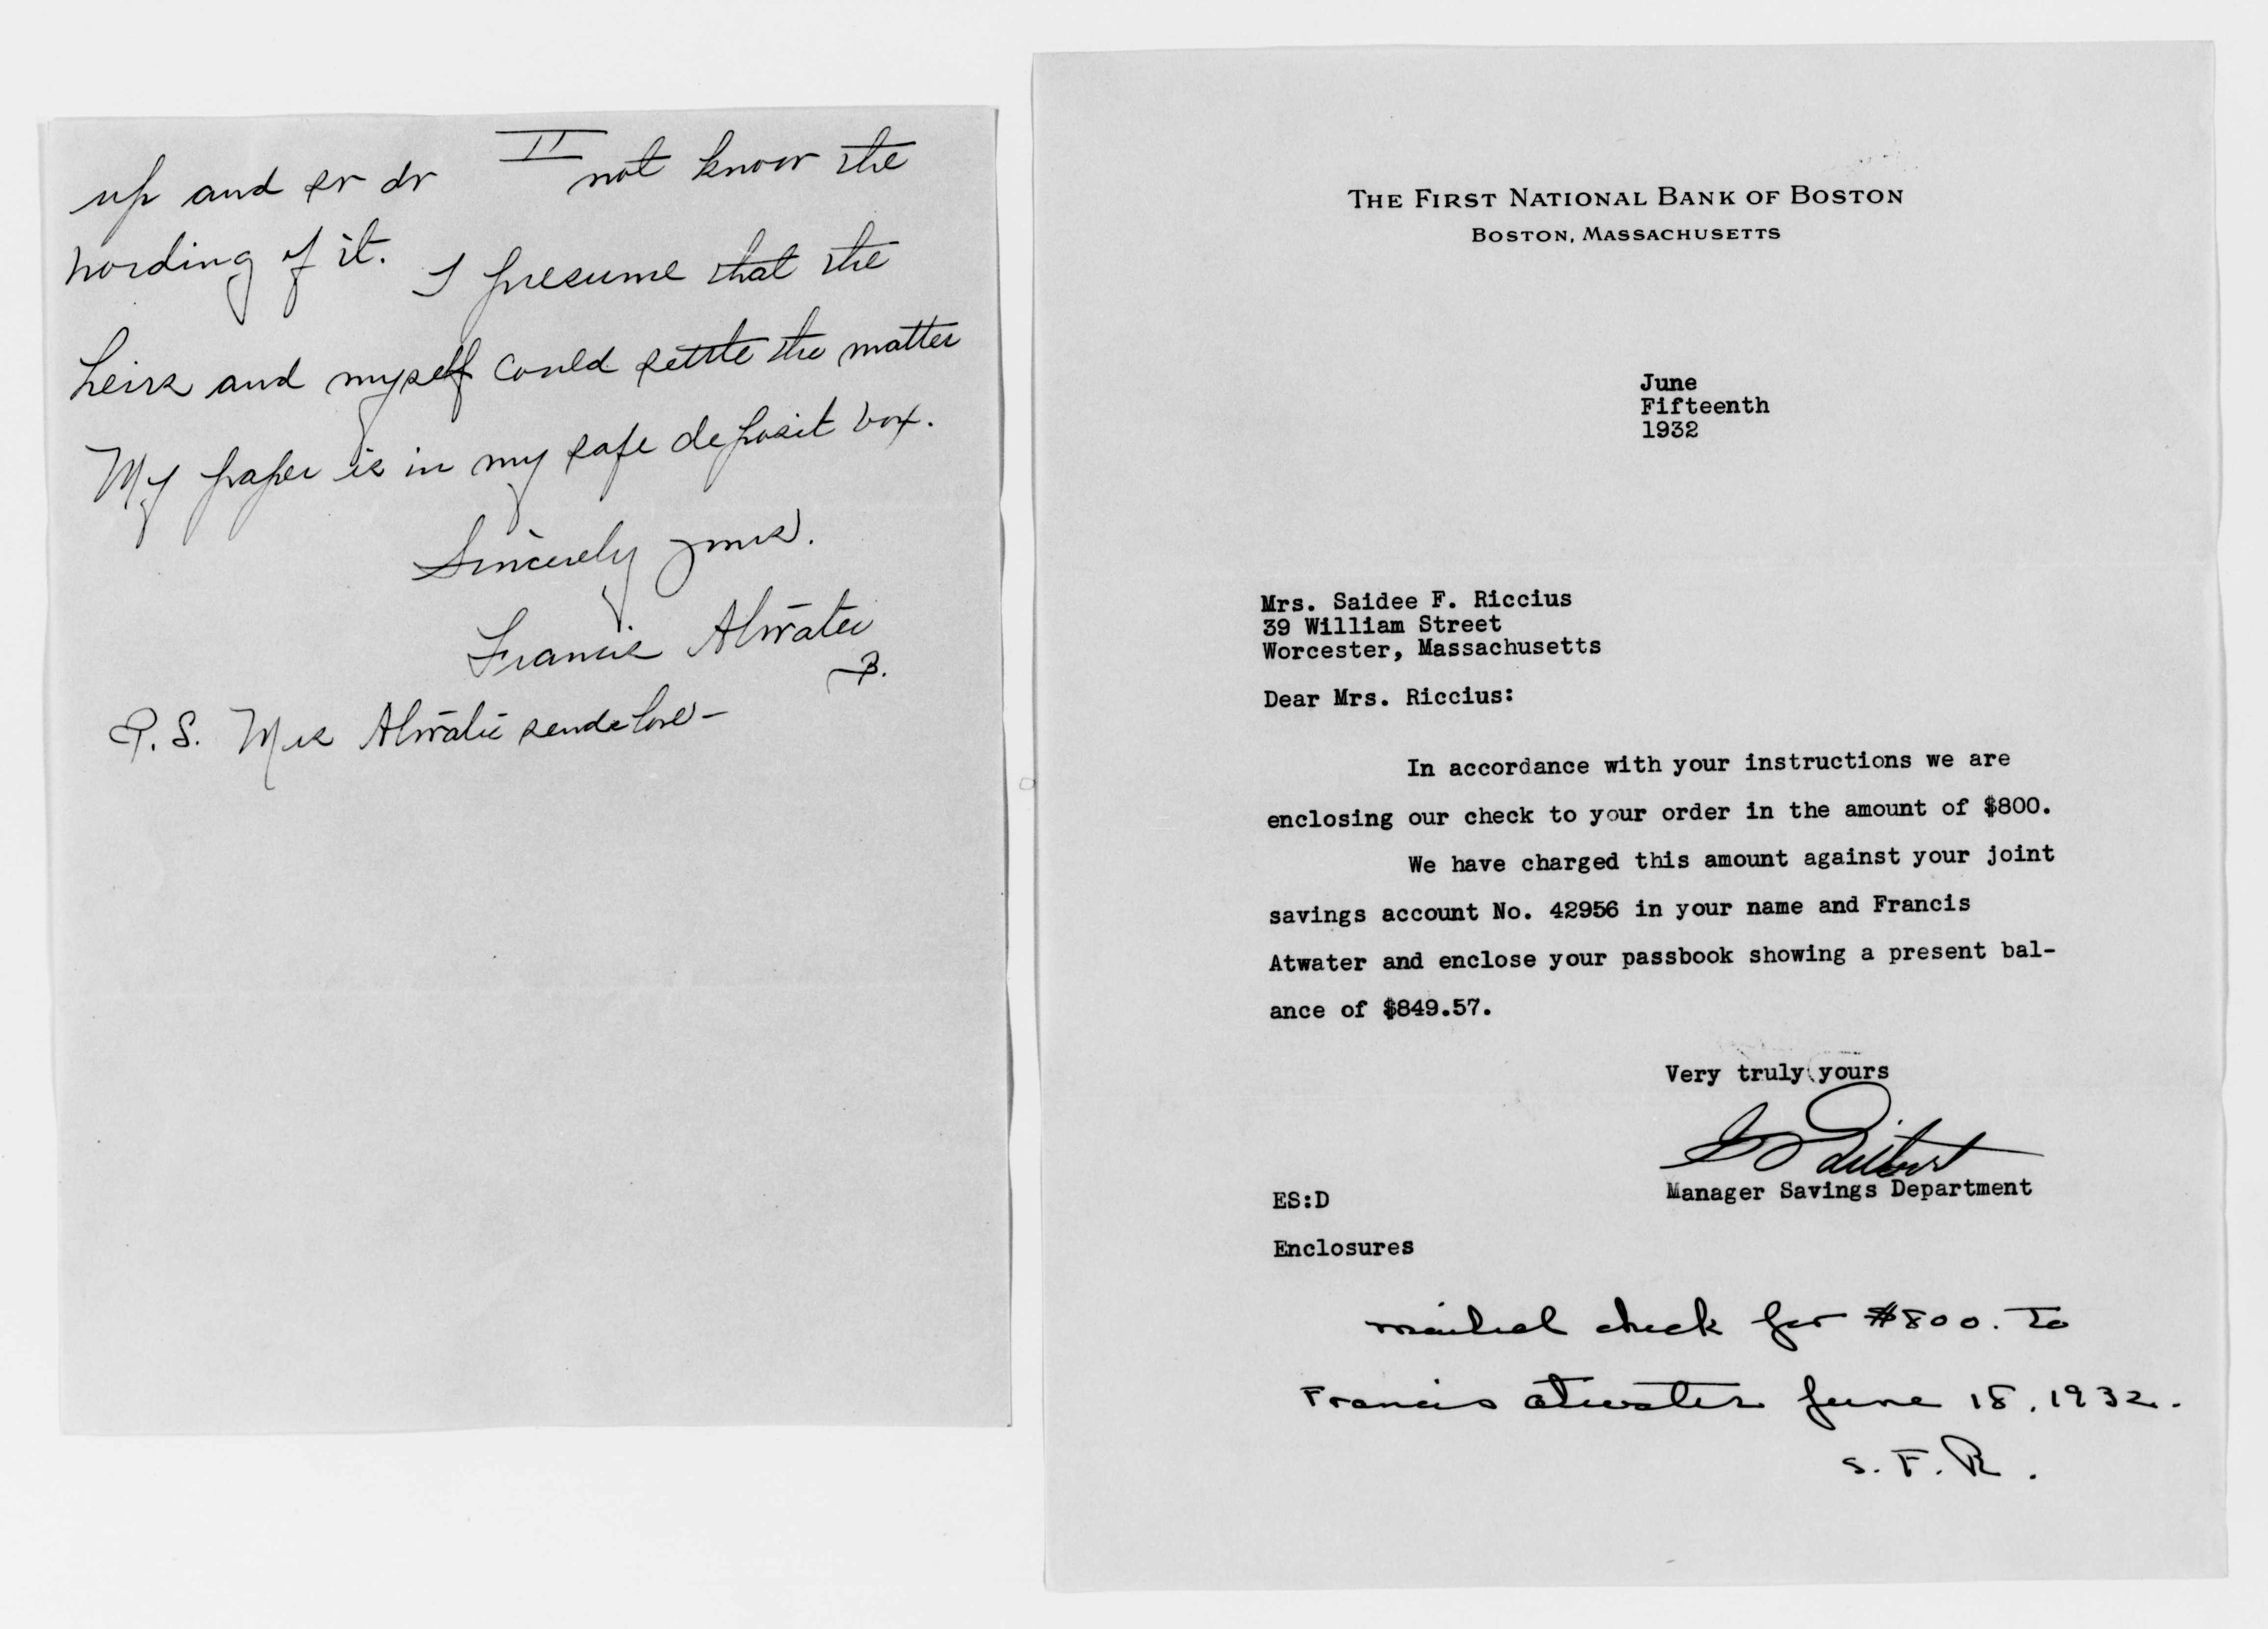 II
up and so do not know the
wording of it. I presume that the
heirs and myself could settle the matter
My paper is in my safe deposit box.
Sincerely yours.
Francis Atwater
B.
P.S. Mrs Atwater sends love-
THE FIRST NATIONAL BANK OF BOSTON
BOSTON, MASSACHUSETTS
June
Fifteenth
1932
Mrs. Saidee F. Riccius
39 William Street
Worcester, Massachusetts
Dear Mrs. Riccius:
In accordance with your instructions we are
enclosing our check to your order in the amount of $800.
We have charged this amount against your joint
savings account No. 42956 in your name and Francis
Atwater and enclose your passbook showing a present bal-
ance of $849.57.
Very truly yours
Manager Savings Department
ES:D
Enclosures
mailed check for #800. To
Francis Atwater June 18, 1932.
S. F. R.